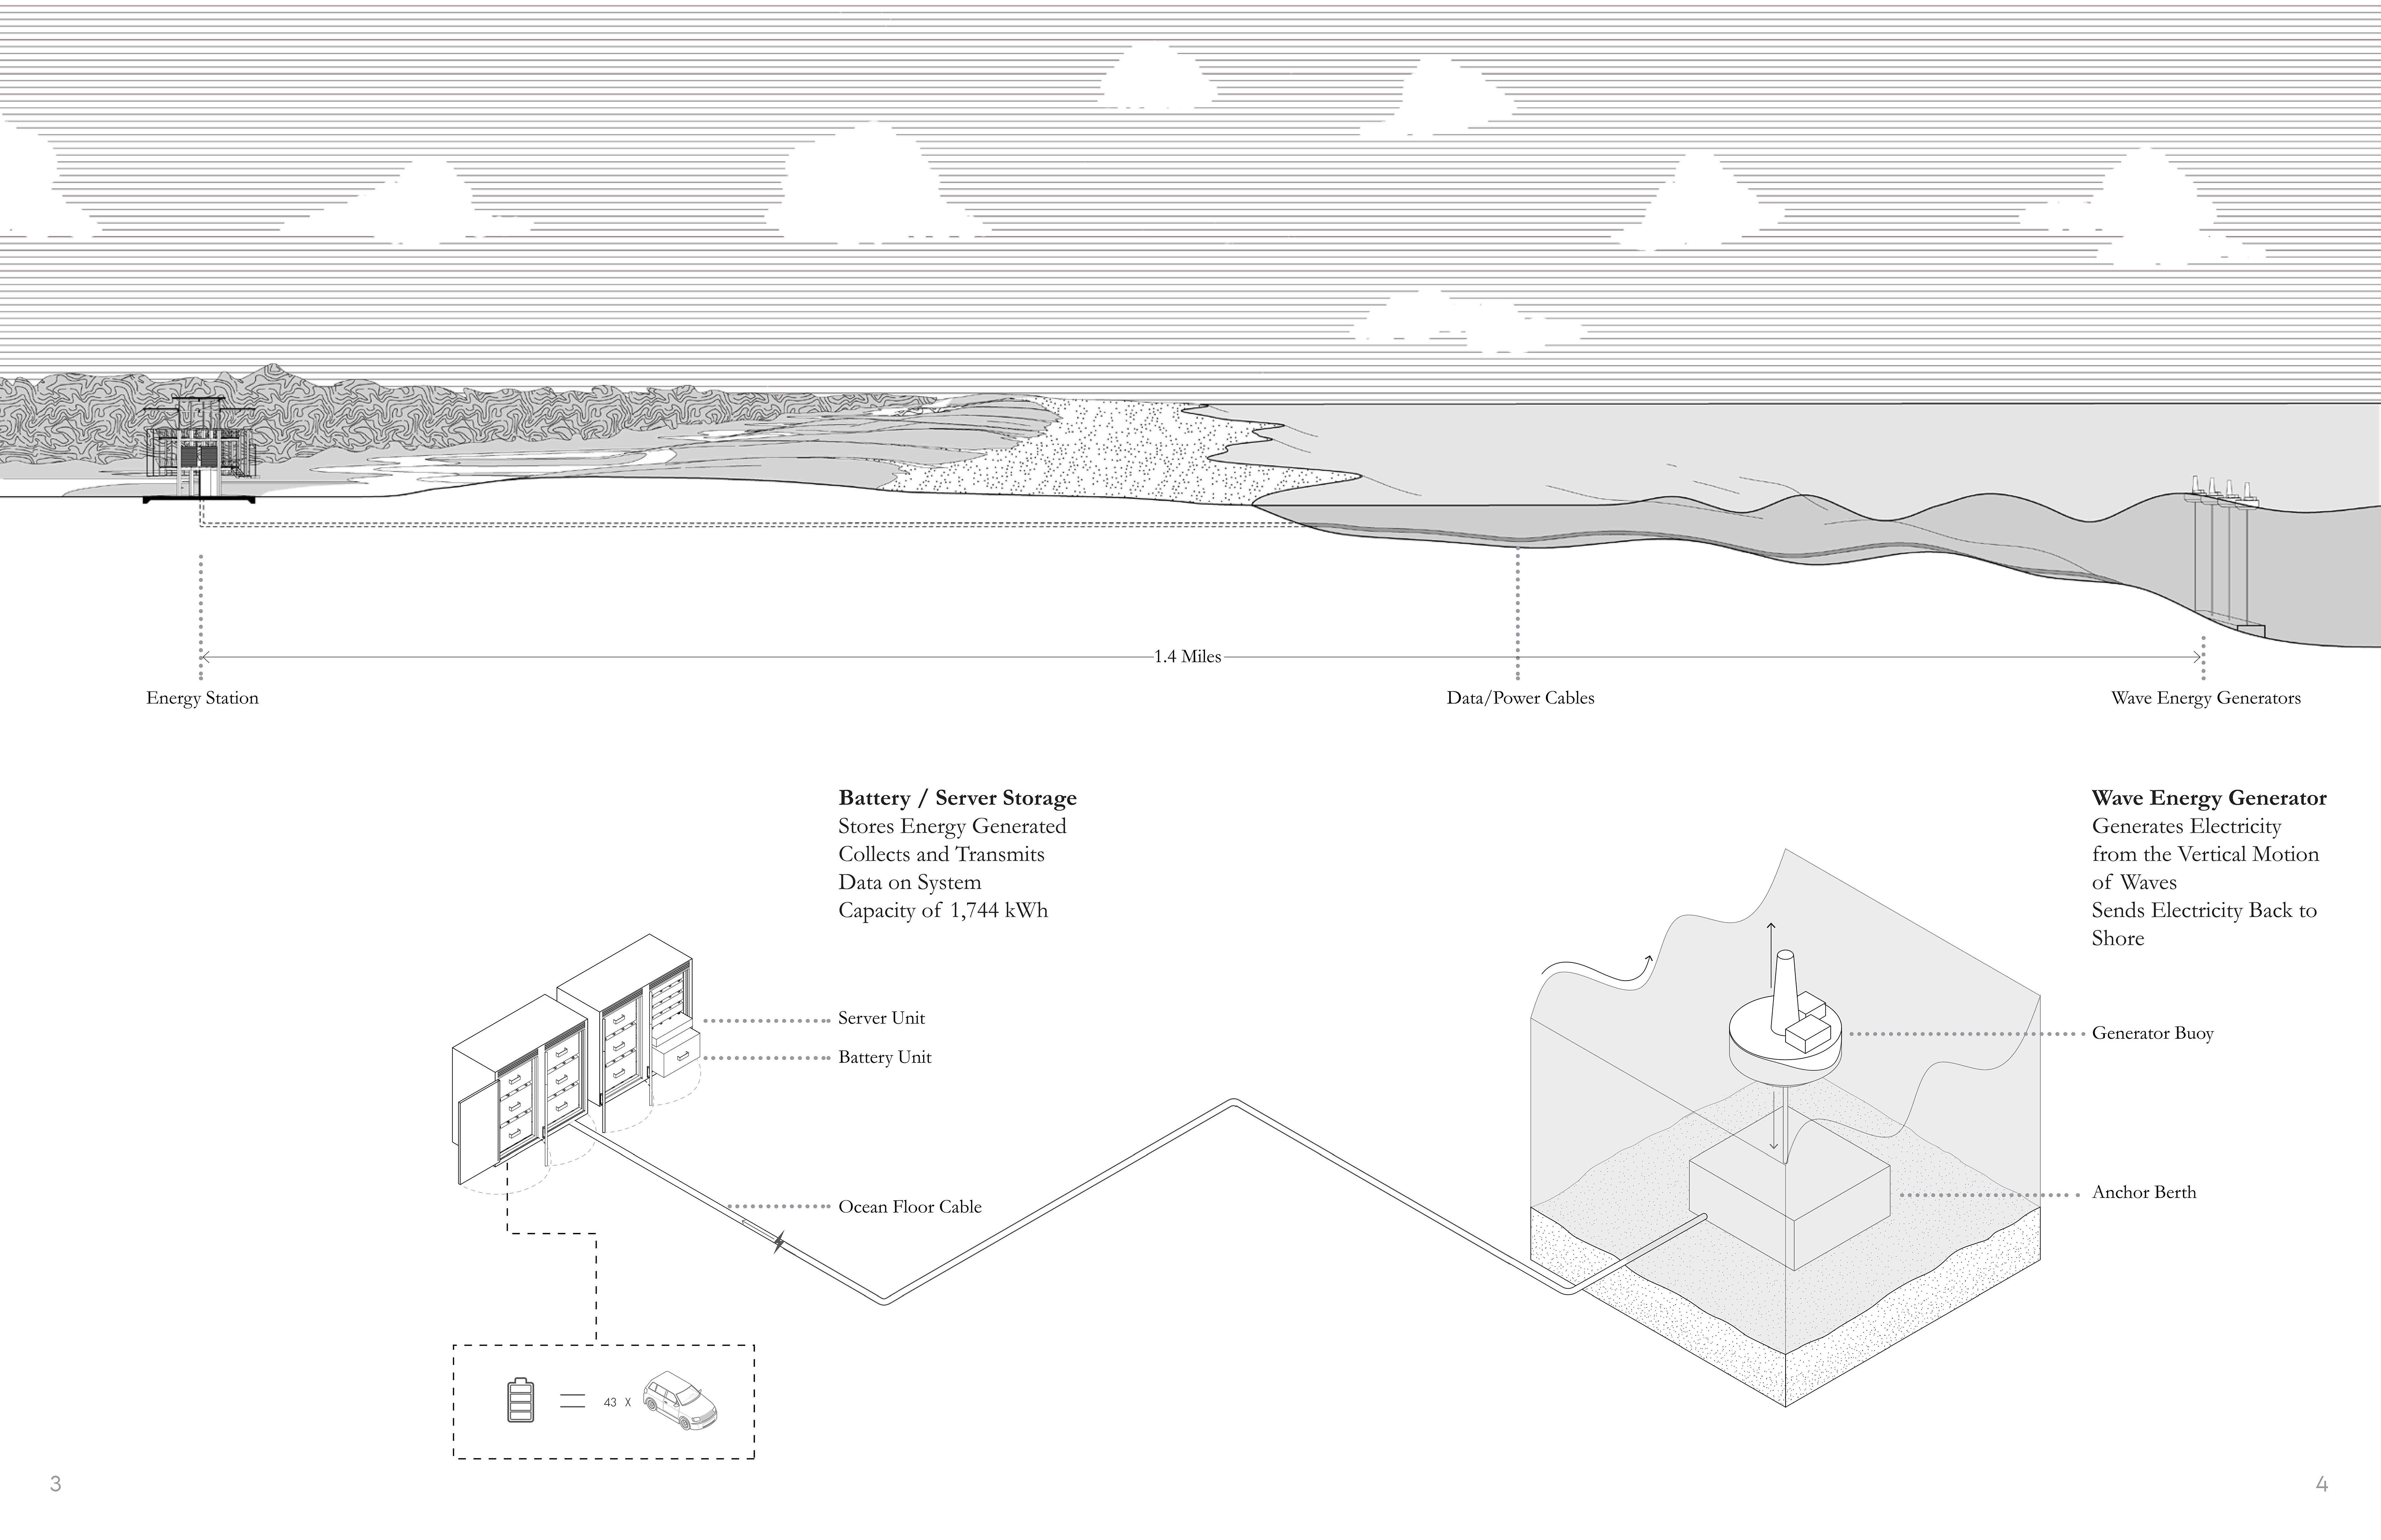 1.4 Miles
Energy Station
Data/Power Cables
Wave Energy Generators
Battery / Server Storage
Stores Energy Generated
Collects and Transmits
Data on System
Capacity of 1,744 kWh
Server Unit
Battery Unit
Ocean Floor Cable
43 X
Wave Energy Generator
Generates Electricity
from the Vertical Motion
of Waves
Sends Electricity Back to
Shore
Generator Buoy
Anchor Berth
3
4